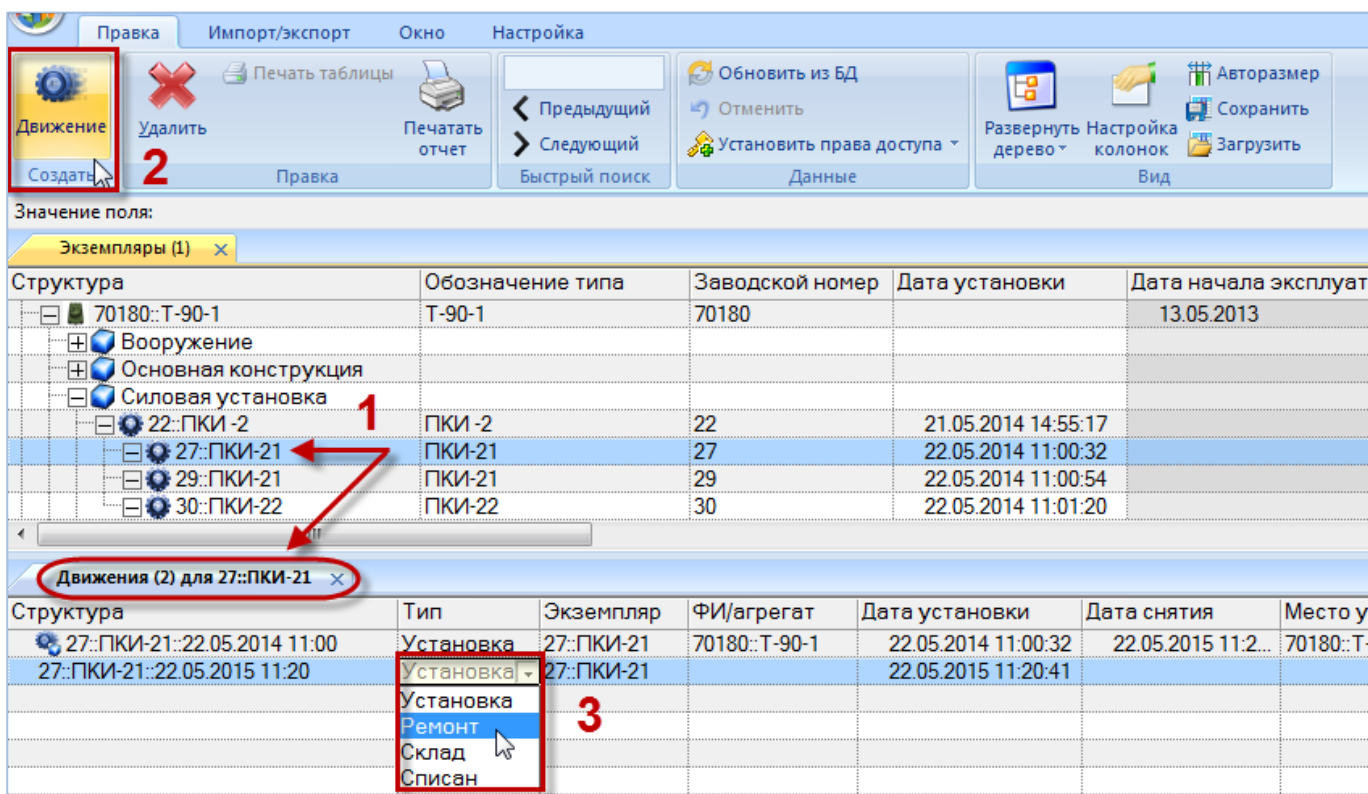 Правка Импорт/экспорт Окно Настройка
Движение
Создать
2
Удалить
Печать таблицы
Печатать отчет
Правка
Предыдущий
Следующий
Быстрый поиск
Обновить из БД
Отменить
Установить права доступа
Данные
Развернуть дерево
Настройка колонок
Авторазмер
Сохранить
Загрузить
Вид
Значение поля:
Экземпляры (1)
Структура Обозначение типа Заводской номер Дата установки Дата начала эксплуат
70180::Т-90-1 Т-90-1 70180 13.05.2013
Вооружение
Основная конструкция
Силовая установка
1
22::ПКИ -2 ПКИ -2 22 21.05.2014 14:55:17
27::ПКИ-21 ПКИ-21 27 22.05.2014 11:00:32
29::ПКИ-21 ПКИ-21 29 22.05.2014 11:00:54
30::ПКИ-22 ПКИ-22 30 22.05.2014 11:01:20
Движения (2) для 27::ПКИ-21
Структура Тип Экземпляр ФИ/агрегат Дата установки Дата снятия Место у
27::ПКИ-21::22.05.2014 11:00 Установка 27::ПКИ-21 70180::Т-90-1 22.05.2014 11:00:32 22.05.2015 11:2... 70180::Т-
27::ПКИ-21::22.05.2015 11:20 Установка 27::ПКИ-21 22.05.2015 11:20:41
Установка
Ремонт
Склад
Списан
3